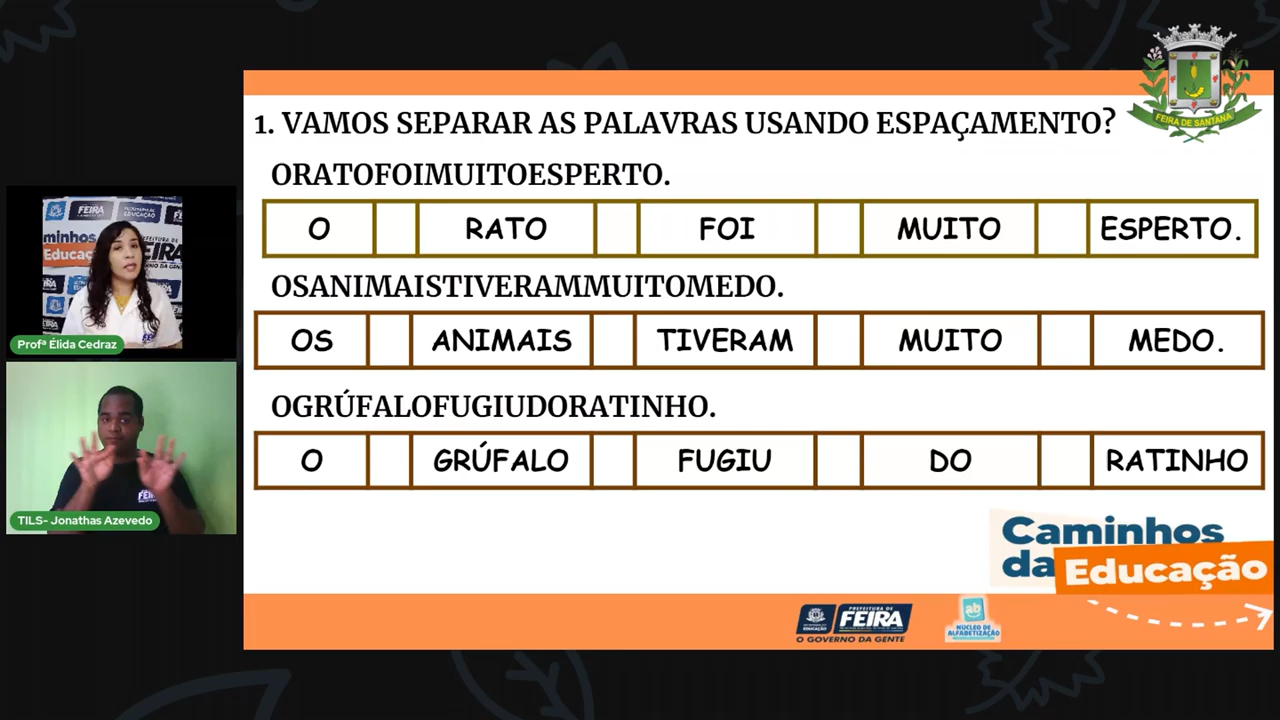 1. VAMOS SEPARAR AS PALAVRAS USANDO ESPAÇAMENTO?
FEIRA DE SANTANA
ORATOFOIMUITOESPERTO.
O RATO FOI MUITO ESPERTO.
OSANIMAISTIVERAMMUITOMEDO.
OS ANIMAIS TIVERAM MUITO MEDO.
OGRÚFALOFUGIUDORATINHO.
O GRÚFALO FUGIU DO RATINHO
FEIRA
Profª Élida Cedraz
TILS- Jonathas Azevedo
Caminhos
da Educação
PREFEITURA DE
FEIRA
O GOVERNO DA GENTE
ab
NÚCLEO DE
ALFABETIZAÇÃO